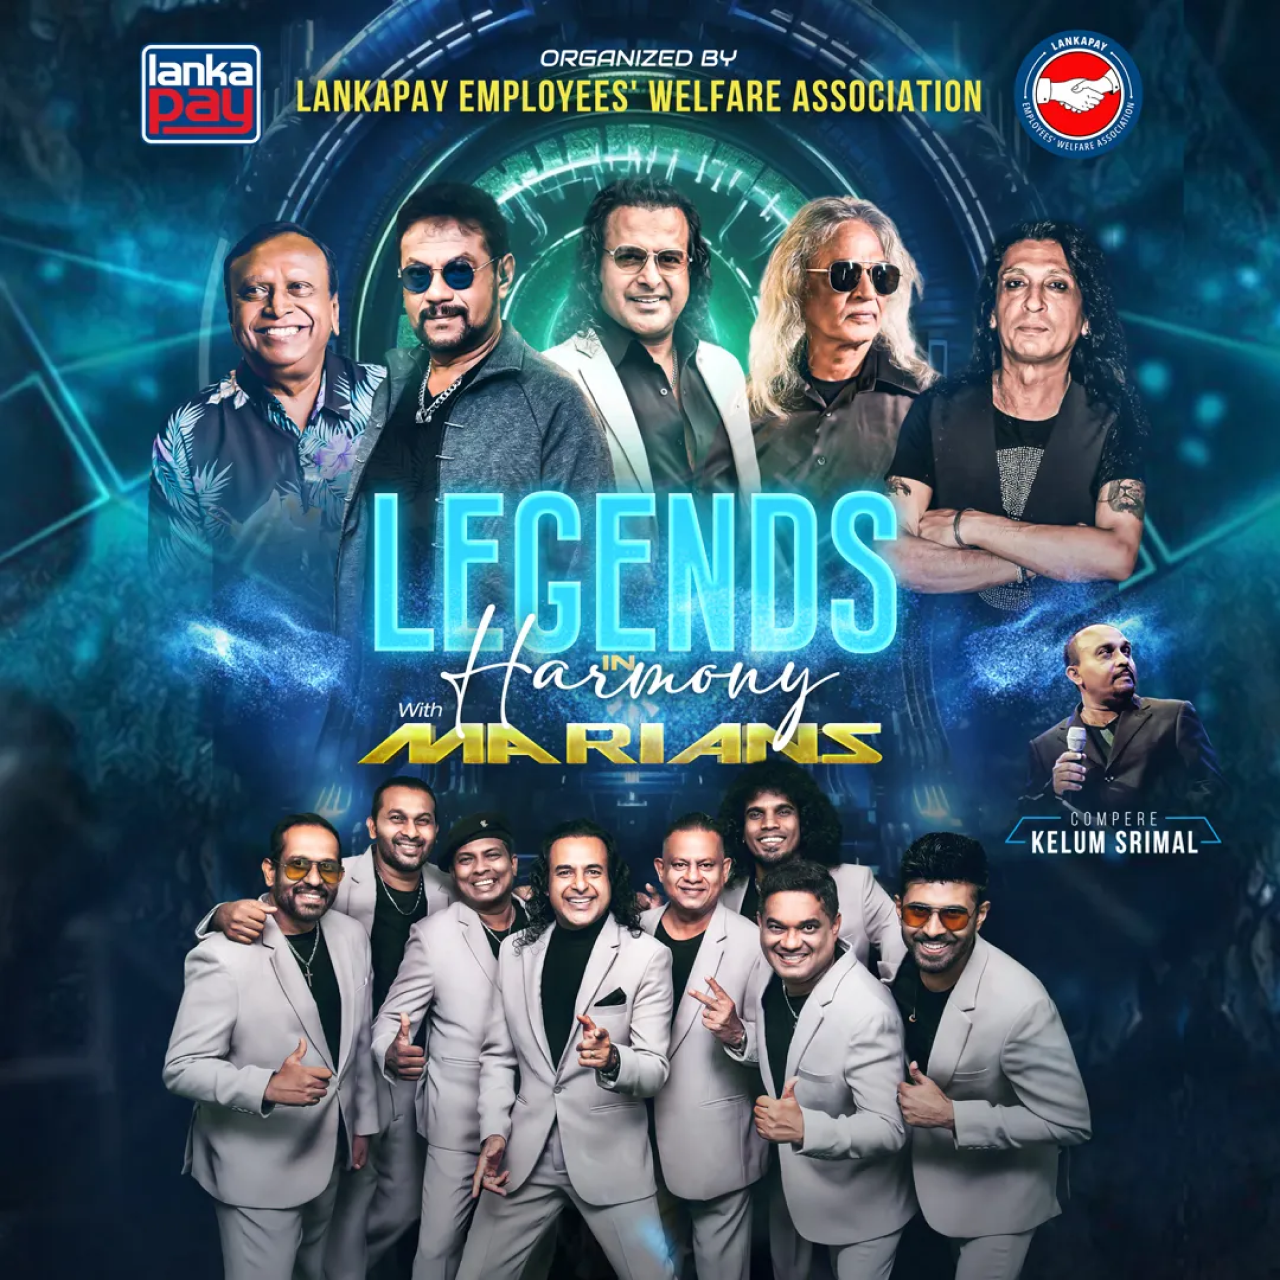 lanka
pay
ORGANIZED BY
LANKAPAY EMPLOYEES' WELFARE ASSOCIATION
LANKAPAY
EMPLOYEES' WELFARE ASSOCIATION
LEGENDS
IN
Harmony
With
MARIANS
COMPERE
KELUM SRIMAL